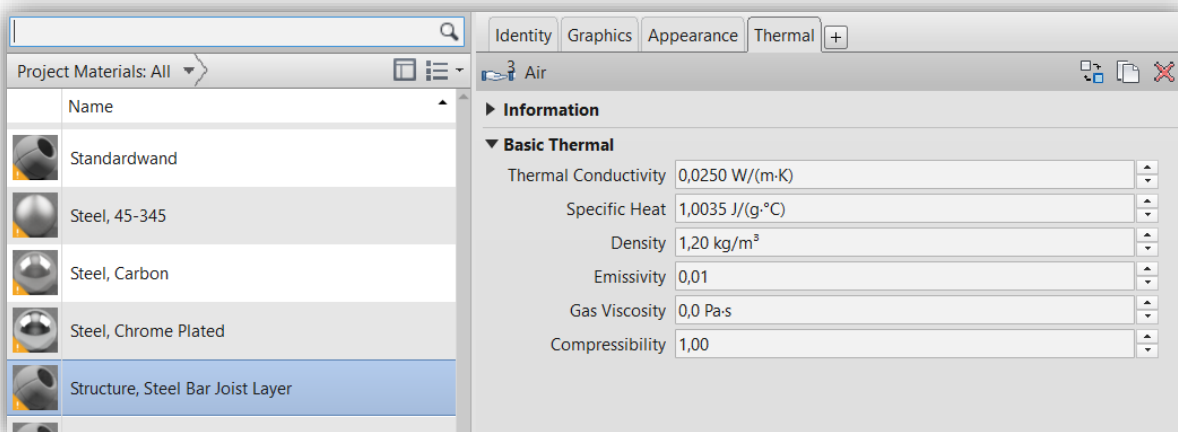 Project Materials: All
Name
Standardwand
Steel, 45-345
Steel, Carbon
Steel, Chrome Plated
Structure, Steel Bar Joist Layer
Identity Graphics Appearance Thermal +
3 Air
Information
Basic Thermal
Thermal Conductivity 0,0250 W/(m·K)
Specific Heat 1,0035 J/(g·°C)
Density 1,20 kg/m³
Emissivity 0,01
Gas Viscosity 0,0 Pa·s
Compressibility 1,00